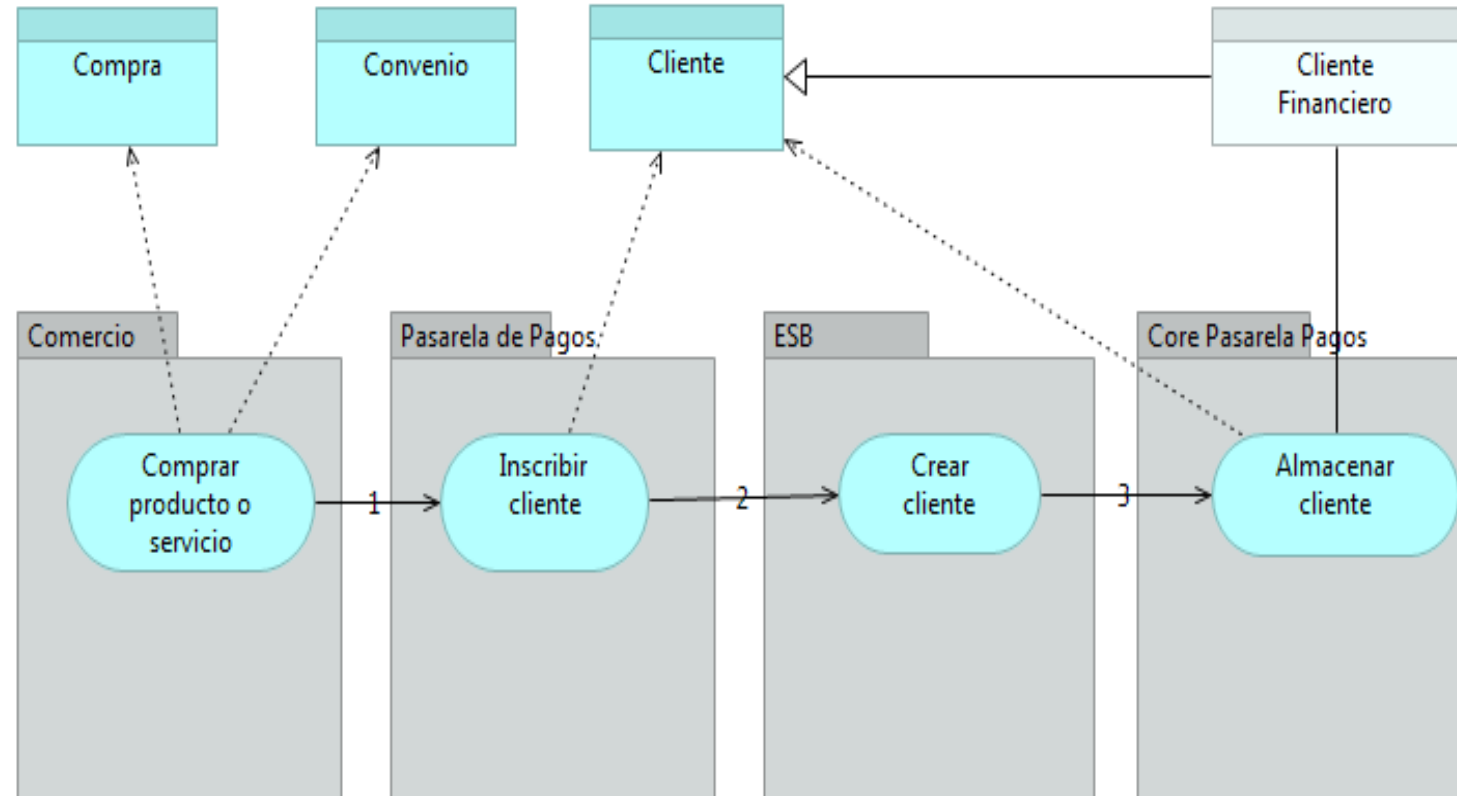 Compra
Convenio
Cliente
Cliente
Financiero
Comercio
Pasarela de Pagos
ESB
Core Pasarela Pagos
Comprar
producto o
servicio
1
Inscribir
cliente
2
Crear
cliente
3
Almacenar
cliente